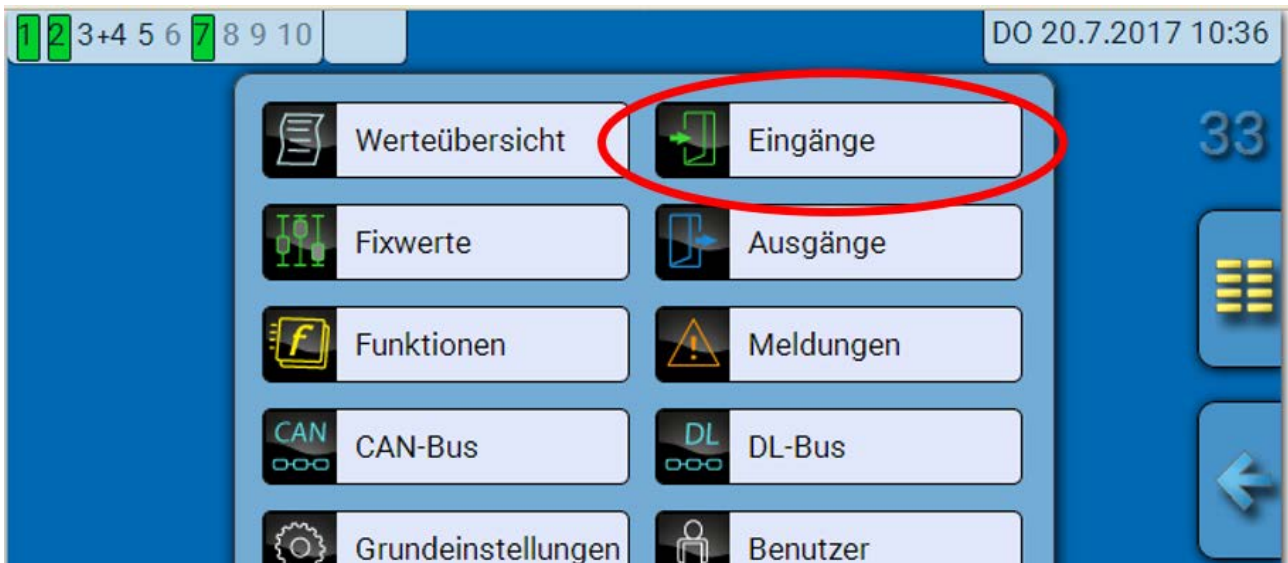 1 2 3+4 5 6 7 8 9 10
DO 20.7.2017 10:36
Werteübersicht
Eingänge
33
Fixwerte
Ausgänge
f Funktionen
Meldungen
CAN CAN-Bus
DL DL-Bus
Grundeinstellungen
Benutzer